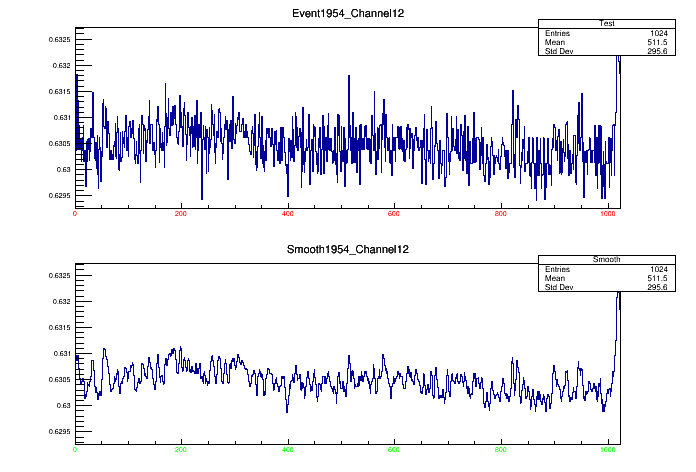 Event1954_Channel12
Test
Entries 1024
Mean 511.5
Std Dev 295.6
0.6325
0.632
0.6315
0.631
0.6305
0.63
0.6295
0 200 400 600 800 1000
Smooth1954_Channel12
Smooth
Entries 1024
Mean 511.5
Std Dev 295.6
0.6325
0.632
0.6315
0.631
0.6305
0.63
0.6295
0 200 400 600 800 1000